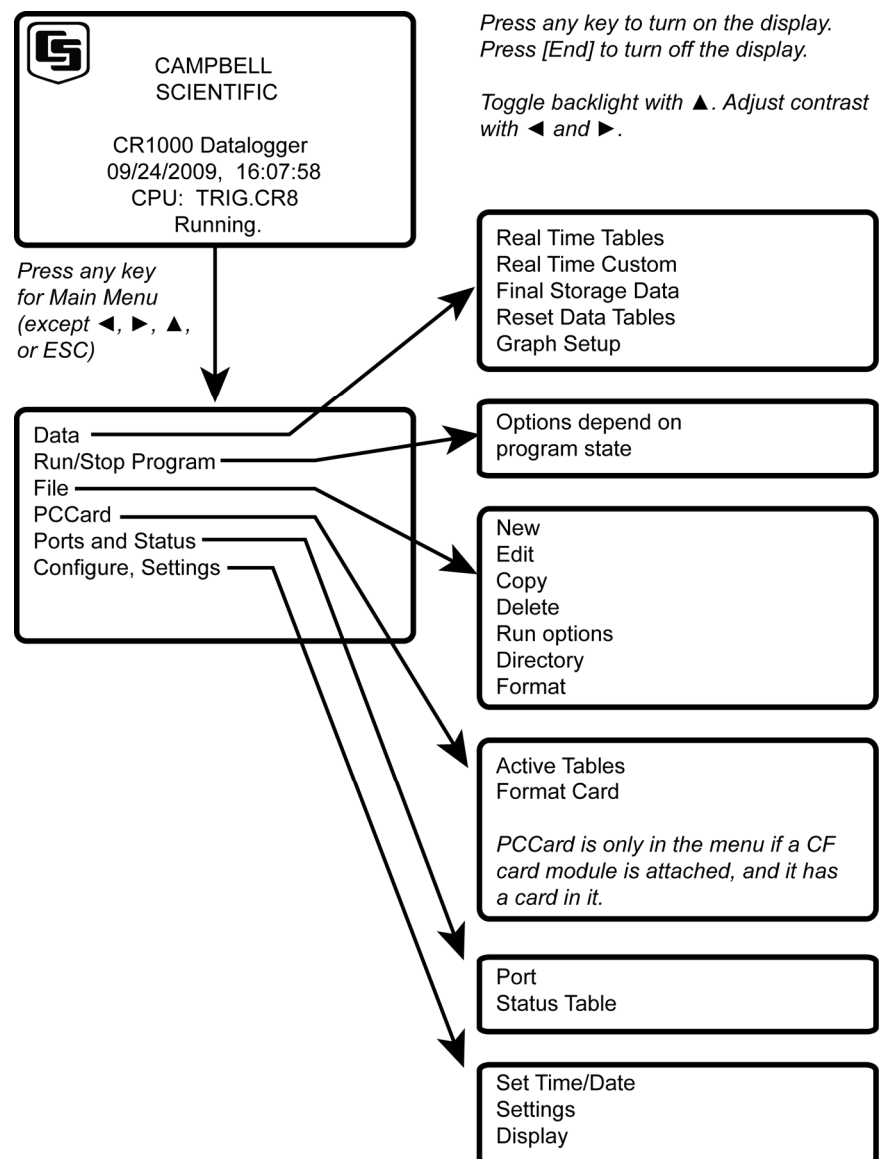 CAMPBELL
SCIENTIFIC
CR1000 Datalogger
09/24/2009, 16:07:58
CPU: TRIG.CR8
Running.
Press any key to turn on the display.
Press [End] to turn off the display.
Toggle backlight with ▲. Adjust contrast
with ◄ and ►.
Press any key
for Main Menu
(except ◄, ►, ▲,
or ESC)
Data
Run/Stop Program
File
PCCard
Ports and Status
Configure, Settings
Real Time Tables
Real Time Custom
Final Storage Data
Reset Data Tables
Graph Setup
Options depend on
program state
New
Edit
Copy
Delete
Run options
Directory
Format
Active Tables
Format Card
PCCard is only in the menu if a CF
card module is attached, and it has
a card in it.
Port
Status Table
Set Time/Date
Settings
Display